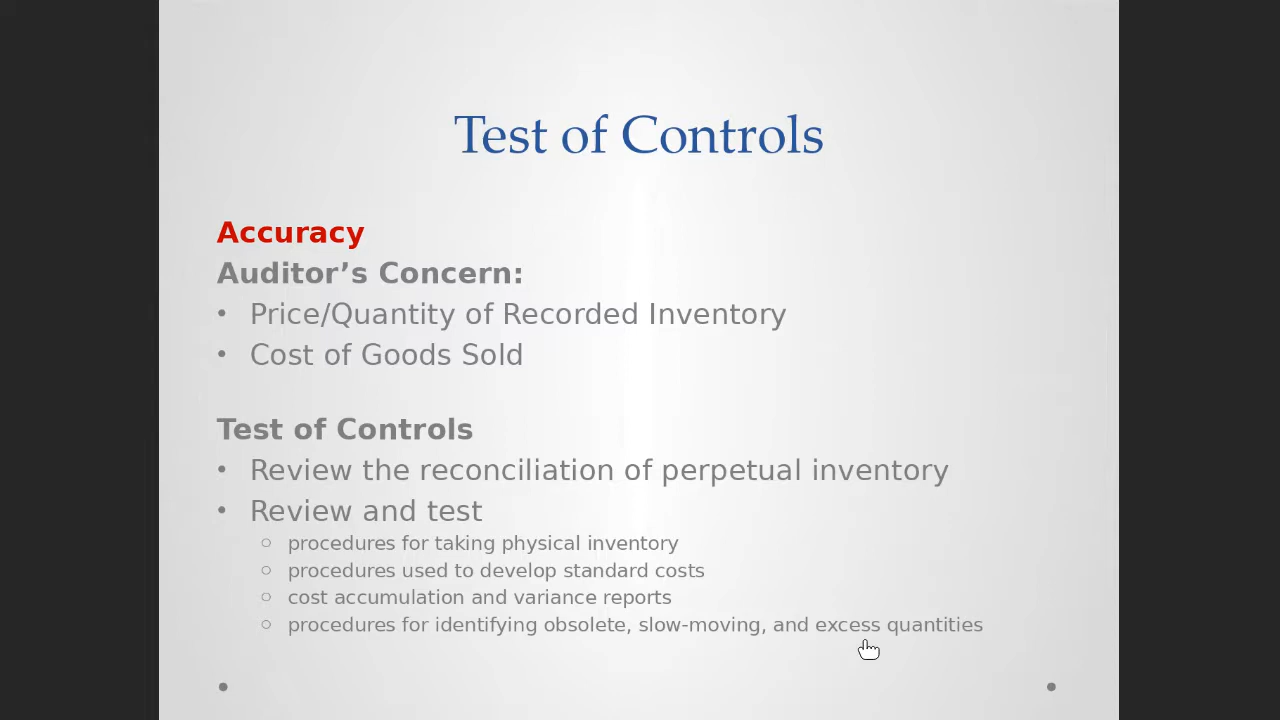 Test of Controls
Accuracy
Auditor’s Concern:
• Price/Quantity of Recorded Inventory
• Cost of Goods Sold
Test of Controls
• Review the reconciliation of perpetual inventory
• Review and test
○ procedures for taking physical inventory
○ procedures used to develop standard costs
○ cost accumulation and variance reports
○ procedures for identifying obsolete, slow-moving, and excess quantities